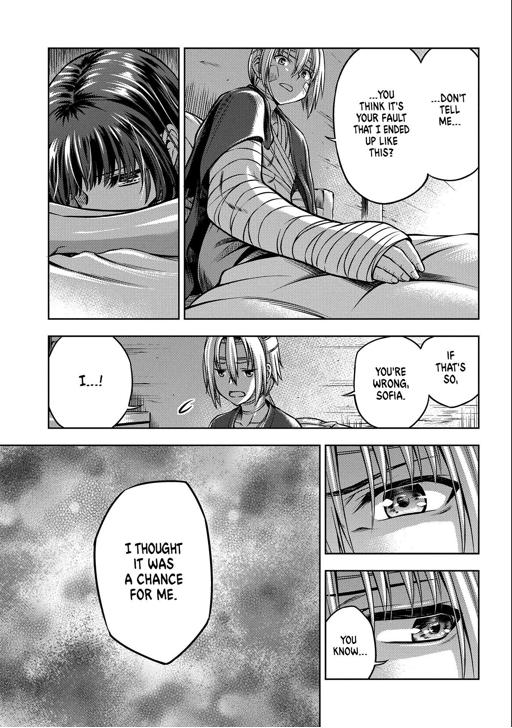 ...DON'T
TELL
ME...
...YOU
THINK IT'S
YOUR FAULT
THAT I ENDED
UP LIKE
THIS?
IF
THAT'S
SO,
YOU'RE
WRONG,
SOFIA.
I...!
YOU
KNOW...
I THOUGHT
IT WAS
A CHANCE
FOR ME.